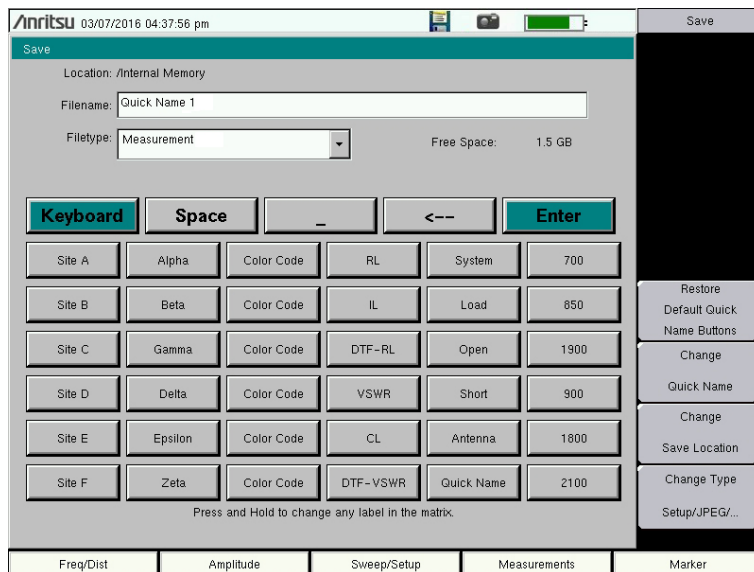 /Inritsu 03/07/2016 04:37:56 pm
Save
Save
Location: /Internal Memory
Filename: Quick Name 1
Filetype: Measurement
Free Space: 1.5 GB
Keyboard Space _ <-- Enter
Site A Alpha Color Code RL System 700
Site B Beta Color Code IL Load 850
Site C Gamma Color Code DTF-RL Open 1900
Site D Delta Color Code VSWR Short 900
Site E Epsilon Color Code CL Antenna 1800
Site F Zeta Color Code DTF-VSWR Quick Name 2100
Press and Hold to change any label in the matrix.
Restore
Default Quick
Name Buttons
Change
Quick Name
Change
Save Location
Change Type
Setup/JPEG/...
Freq/Dist Amplitude Sweep/Setup Measurements Marker